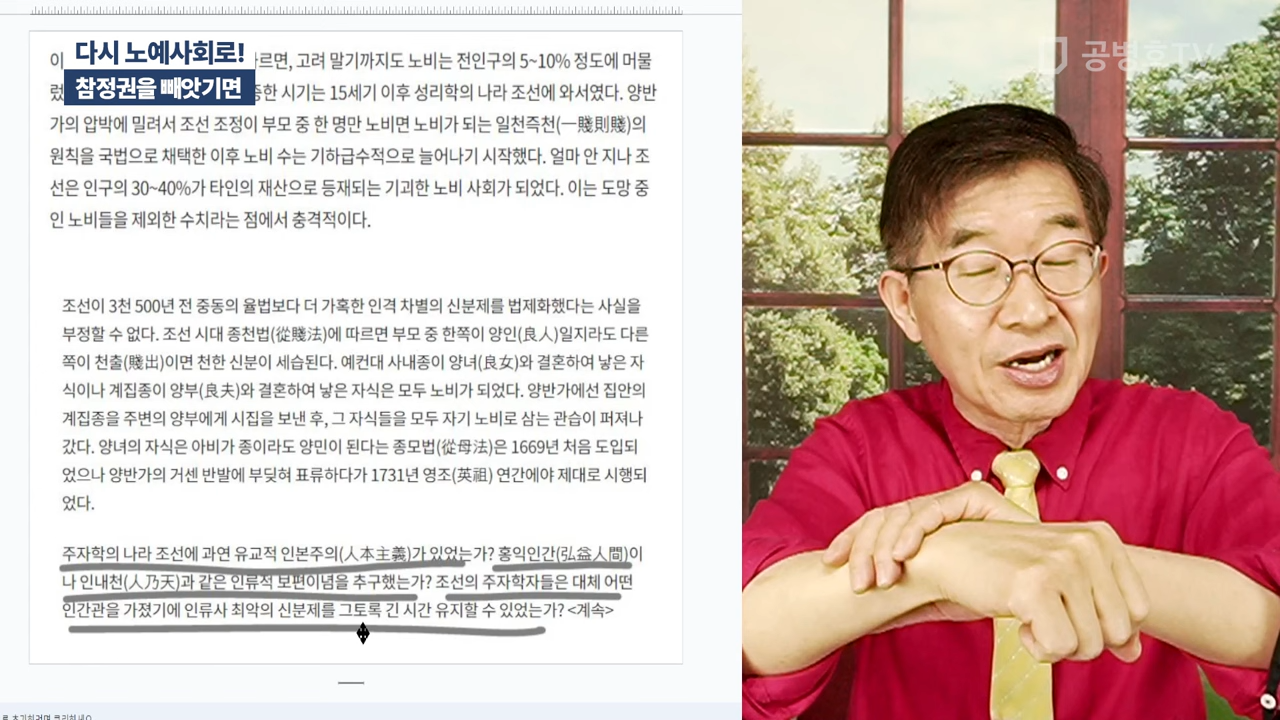 다시 노예사회로!
참정권을 빼앗기면
공병호TV
이 르면, 고려 말기까지도 노비는 전인구의 5~10% 정도에 머물
렀 중한 시기는 15세기 이후 성리학의 나라 조선에 와서였다. 양반
가의 압박에 밀려서 조선 조정이 부모 중 한 명만 노비면 노비가 되는 일천즉천(一賤則賤)의
원칙을 국법으로 채택한 이후 노비 수는 기하급수적으로 늘어나기 시작했다. 얼마 안 지나 조
선은 인구의 30~40%가 타인의 재산으로 등재되는 기괴한 노비 사회가 되었다. 이는 도망 중
인 노비들을 제외한 수치라는 점에서 충격적이다.
조선이 3천 500년 전 중동의 율법보다 더 가혹한 인격 차별의 신분제를 법제화했다는 사실을
부정할 수 없다. 조선 시대 종천법(從賤法)에 따르면 부모 중 한쪽이 양인(良人)일지라도 다른
쪽이 천출(賤出)이면 천한 신분이 세습된다. 예컨대 사내종이 양녀(良女)와 결혼하여 낳은 자
식이나 계집종이 양부(良夫)와 결혼하여 낳은 자식은 모두 노비가 되었다. 양반가에선 집안의
계집종을 주변의 양부에게 시집을 보낸 후, 그 자식들을 모두 자기 노비로 삼는 관습이 퍼져나
갔다. 양녀의 자식은 아비가 종이라도 양민이 된다는 종모법(從母法)은 1669년 처음 도입되
었으나 양반가의 거센 반발에 부딪혀 표류하다가 1731년 영조(英祖) 연간에야 제대로 시행되
었다.
주자학의 나라 조선에 과연 유교적 인본주의(人本主義)가 있었는가? 홍익인간(弘益人間)이
나 인내천(人乃天)과 같은 인류적 보편이념을 추구했는가? 조선의 주자학자들은 대체 어떤
인간관을 가졌기에 인류사 최악의 신분제를 그토록 긴 시간 유지할 수 있었는가? <계속>